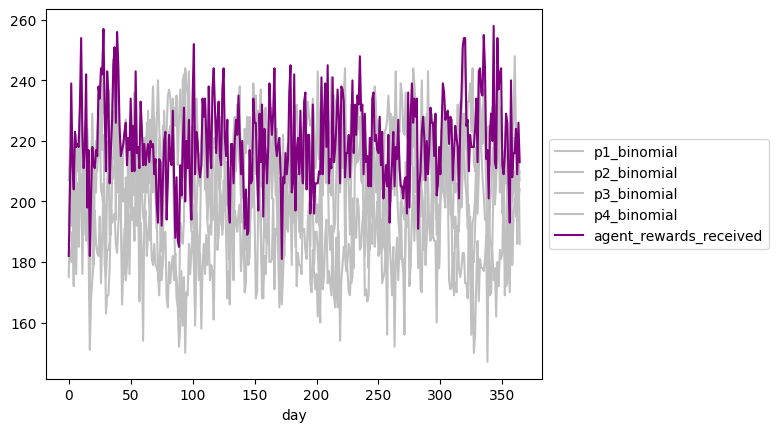 260
240
220
200
180
160
0 50 100 150 200 250 300 350
day
p1_binomial
p2_binomial
p3_binomial
p4_binomial
agent_rewards_received